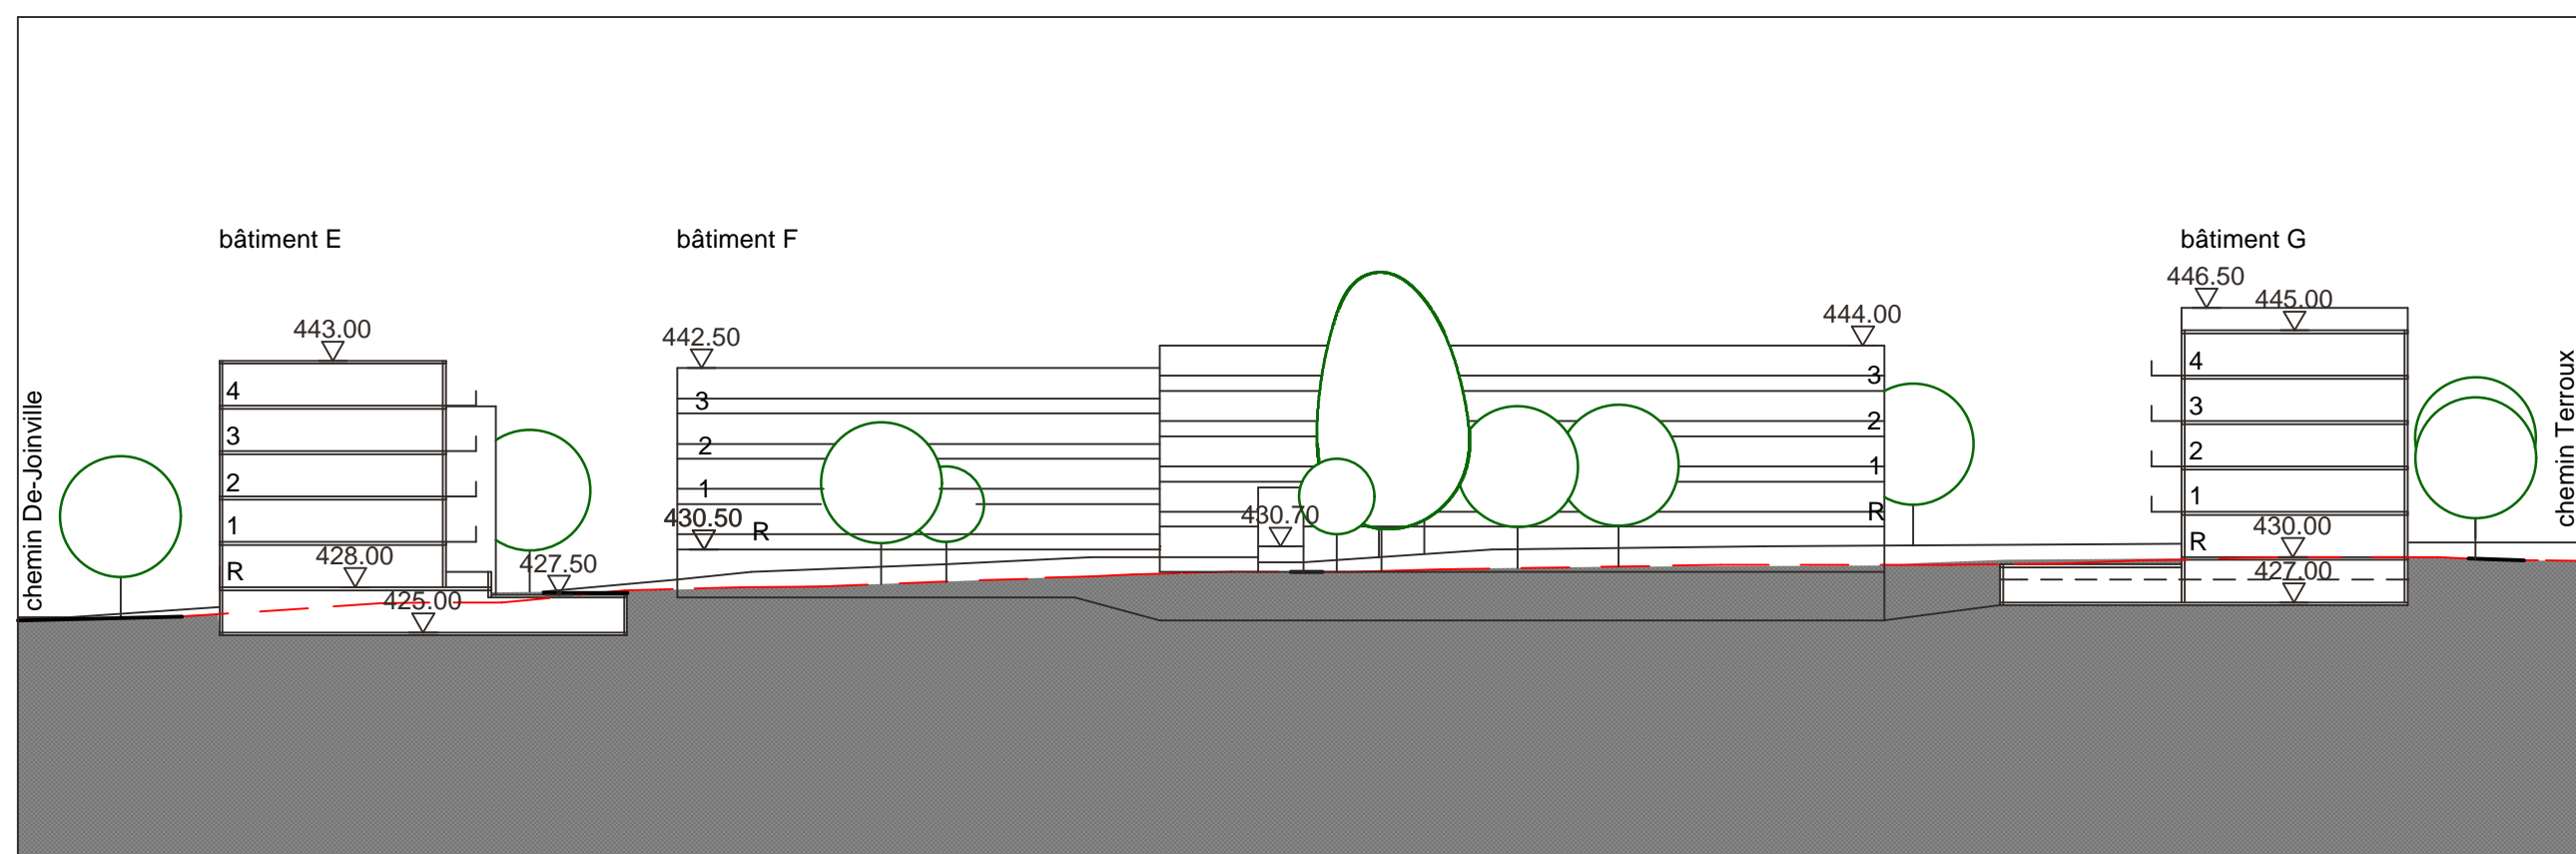 bâtiment E
bâtiment F
bâtiment G
446.50
445.00
443.00
442.50
444.00
chemin De-Joinville
4
3
2
1
R
428.00
425.00
427.50
3
2
1
430.50
R
430.70
3
2
1
R
4
3
2
1
R
430.00
427.00
chemin Terroux